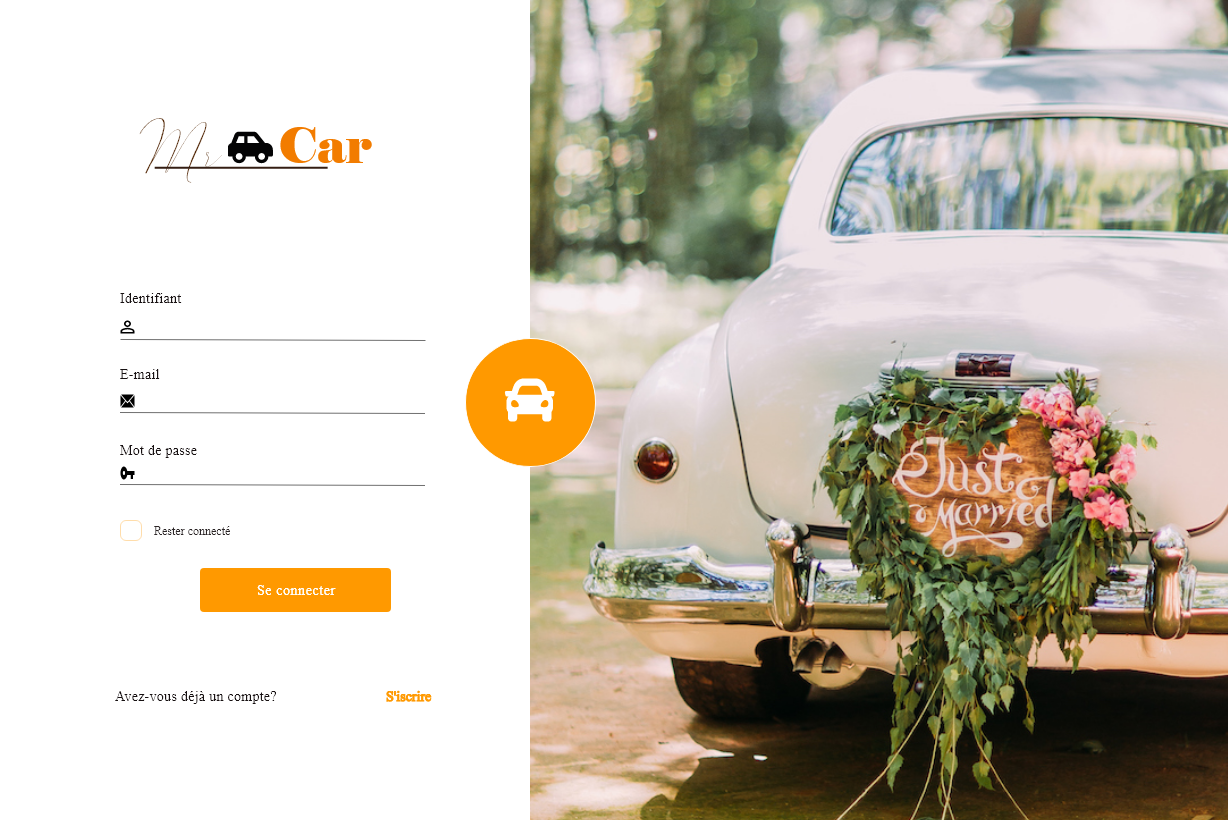 Mr Car
Identifiant
E-mail
Mot de passe
Rester connecté
Se connecter
Avez-vous déjà un compte?
S'iscrire
Just
Married